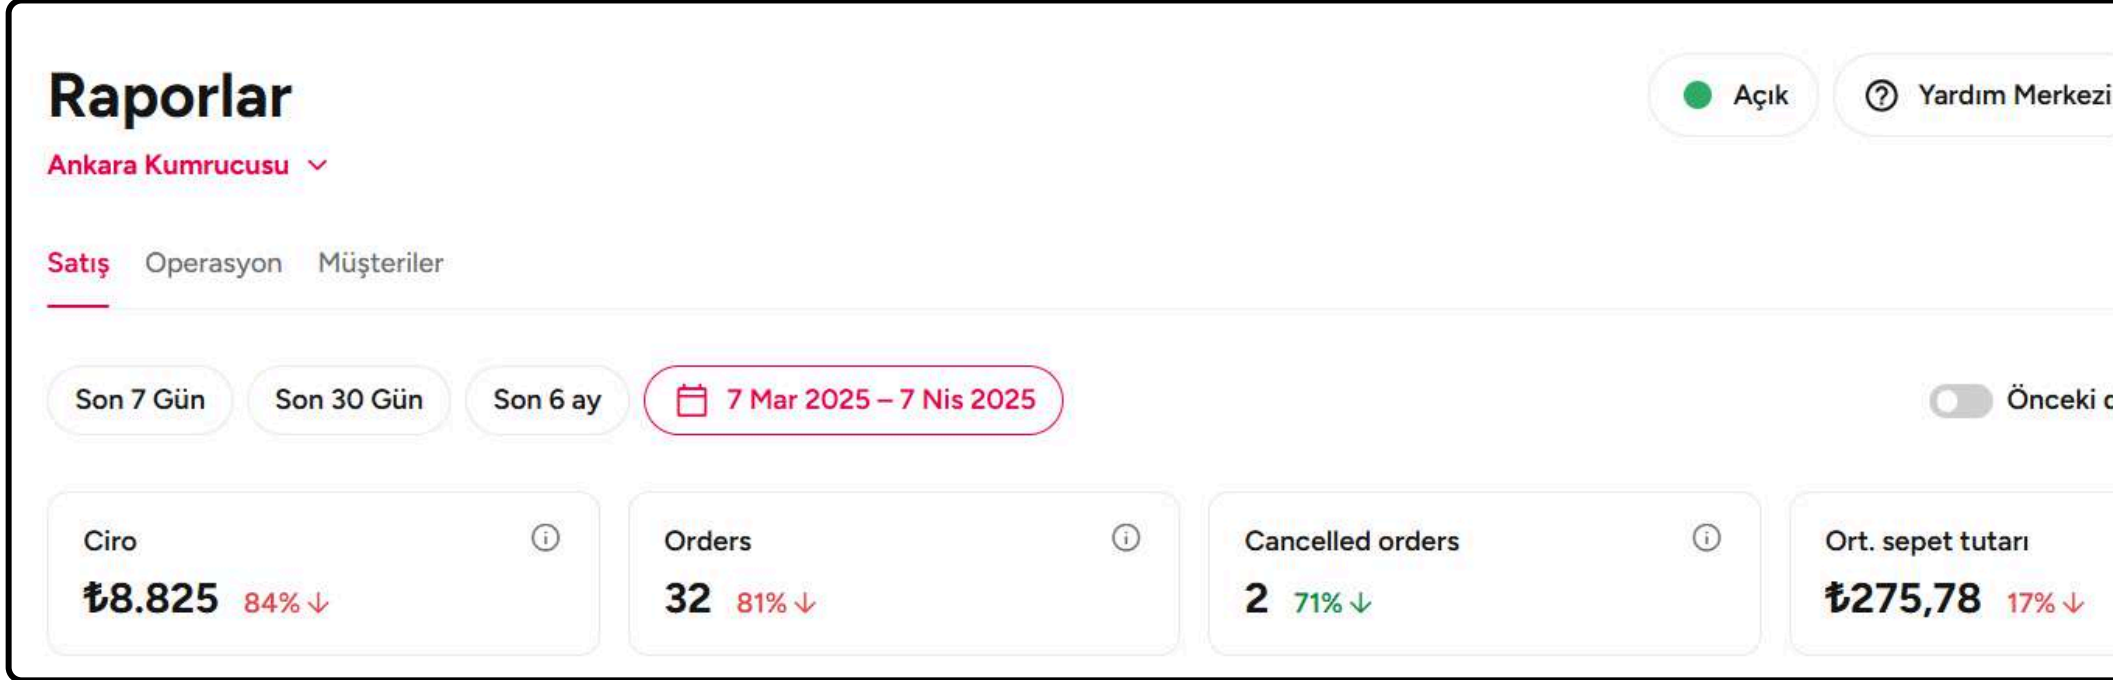 Raporlar
Açık
Yardım Merkezi
Ankara Kumrucusu
Satış Operasyon Müşteriler
Son 7 Gün Son 30 Gün Son 6 ay 7 Mar 2025 – 7 Nis 2025 Önceki
Ciro Orders Cancelled orders Ort. sepet tutarı
₺8.825 84% ↓ 32 81% ↓ 2 71% ↓ ₺275,78 17% ↓